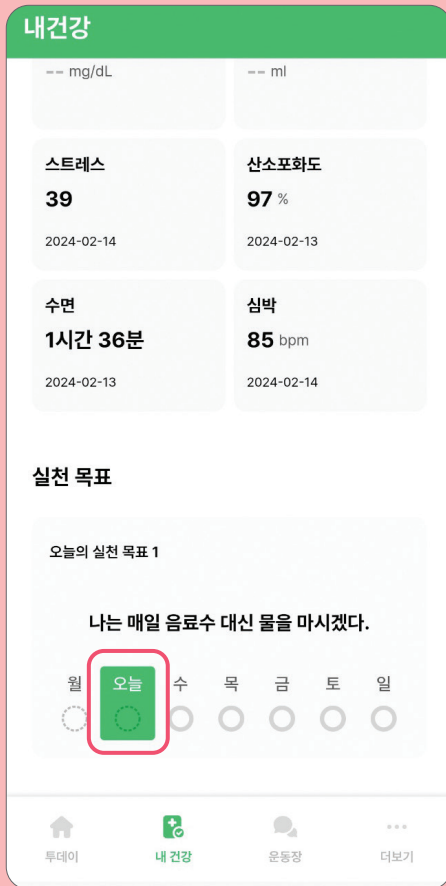 내건강
-- mg/dL
-- ml
스트레스
39
2024-02-14
산소포화도
97 %
2024-02-13
수면
1시간 36분
2024-02-13
심박
85 bpm
2024-02-14
실천 목표
오늘의 실천 목표 1
나는 매일 음료수 대신 물을 마시겠다.
월 오늘 수 목 금 토 일
투데이 내 건강 운동장 더보기